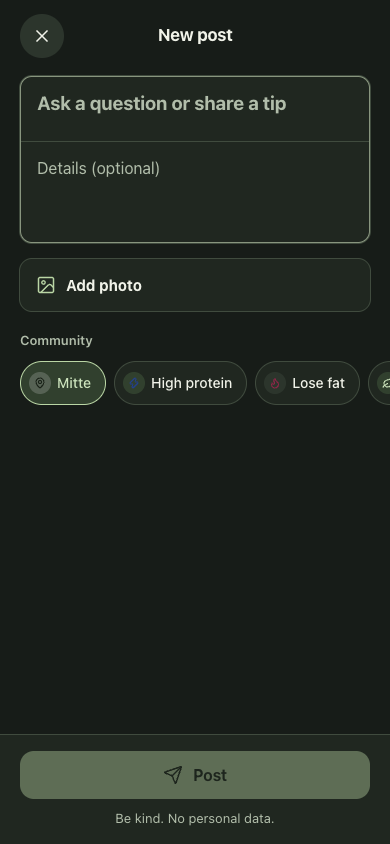 New post
Ask a question or share a tip
Details (optional)
Add photo
Community
Mitte
High protein
Lose fat
Post
Be kind. No personal data.